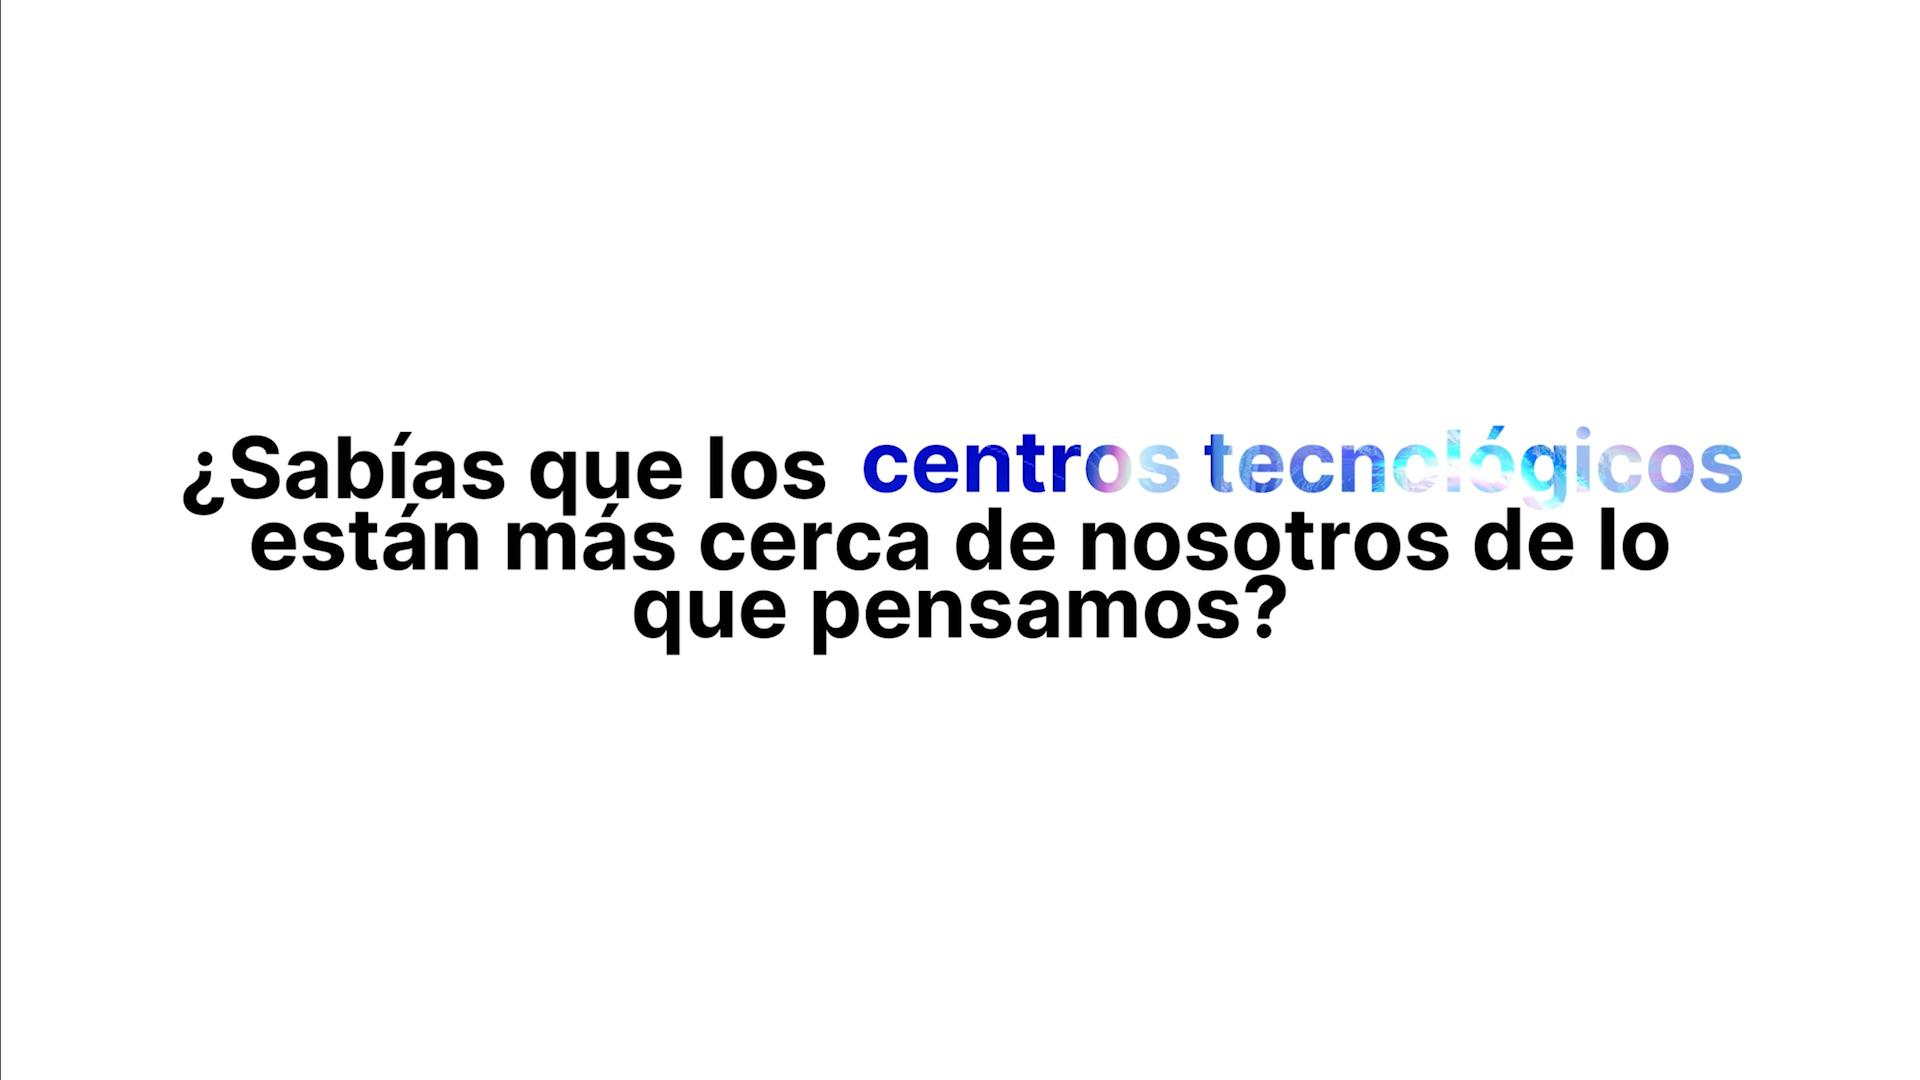 ¿Sabías que los centros tecnológicos
están más cerca de nosotros de lo
que pensamos?